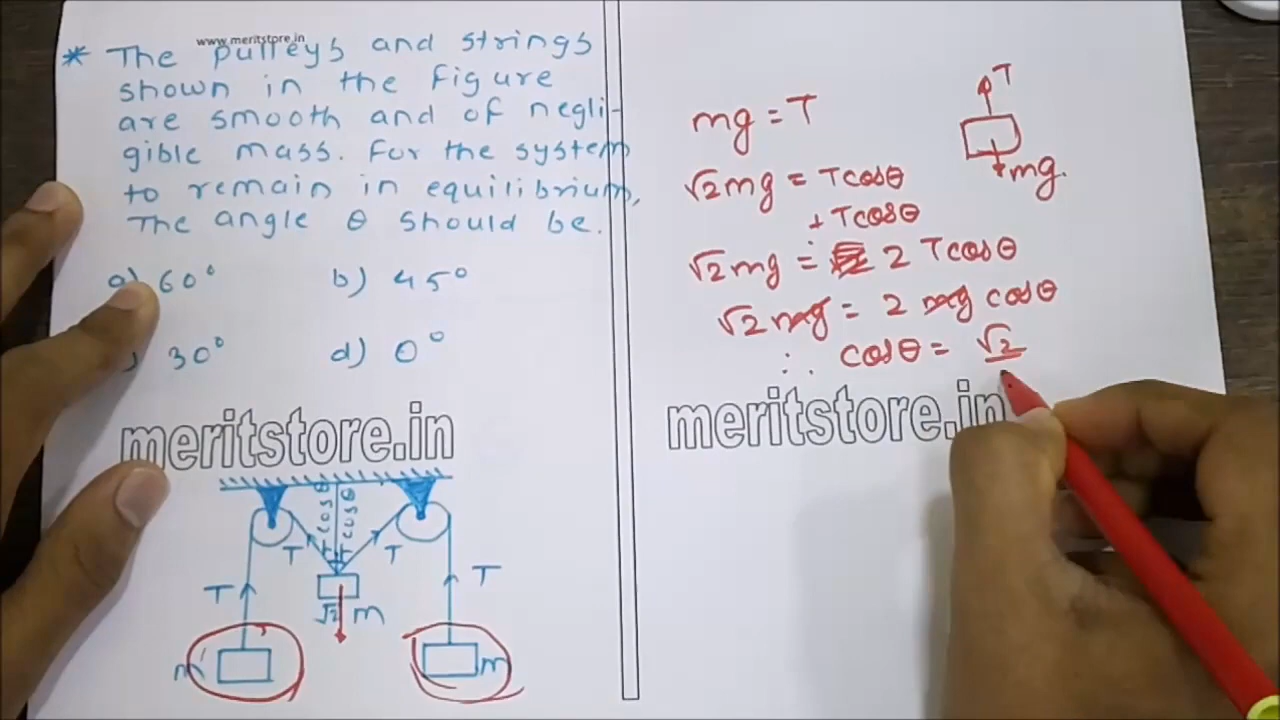 www.meritstore.in
* The pulleys and strings
shown in the figure
are smooth and of negli-
gible mass. For the system
to remain in equilibrium,
The angle θ should be.
a) 60° b) 45°
) 30° d) 0°
meritstore.in
Tcosθ Tcosθ
T T
T T
√2 m
m m
mg = T
T
mg.
√2mg = Tcosθ
+ Tcosθ
√2mg = 2 Tcosθ
√2mg = 2 mg cosθ
∴ cosθ = √2
meritstore.in